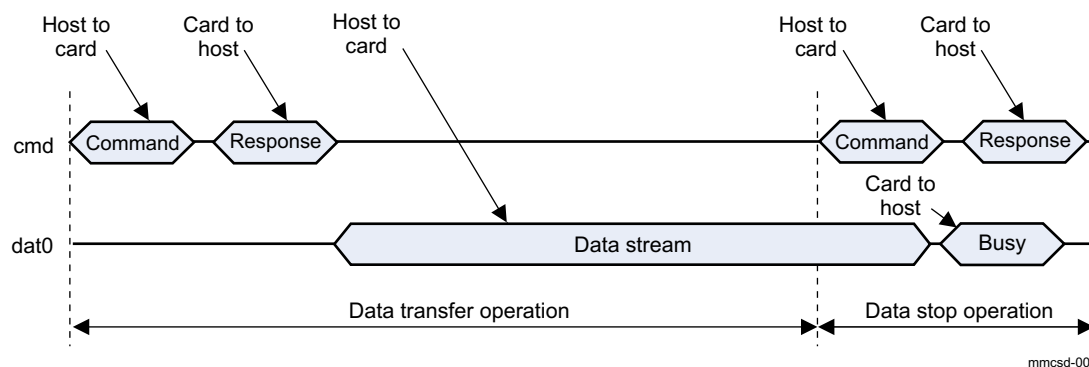 Host to
card
Card to
host
Host to
card
Host to
card
Card to
host
cmd
Command
Response
Command
Response
Card to
host
dat0
Data stream
Busy
Data transfer operation
Data stop operation
mmcsd-00